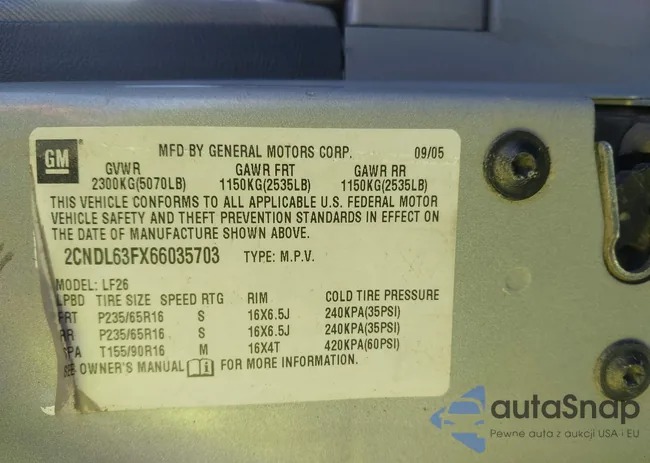 GM
MFD BY GENERAL MOTORS CORP. 09/05
GVWR GAWR FRT GAWR RR
2300KG(5070LB) 1150KG(2535LB) 1150KG(2535LB)
THIS VEHICLE CONFORMS TO ALL APPLICABLE U.S. FEDERAL MOTOR
VEHICLE SAFETY AND THEFT PREVENTION STANDARDS IN EFFECT ON
THE DATE OF MANUFACTURE SHOWN ABOVE.
2CNDL63FX66035703 TYPE: M.P.V.
MODEL: LF26
LPBD TIRE SIZE SPEED RTG RIM COLD TIRE PRESSURE
FRT P235/65R16 S 16X6.5J 240KPA(35PSI)
RR P235/65R16 S 16X6.5J 240KPA(35PSI)
TPA T155/90R16 M 16X4T 420KPA(60PSI)
SEE OWNER'S MANUAL FOR MORE INFORMATION.
autaSnap
Pewne auta z aukcji USA i EU